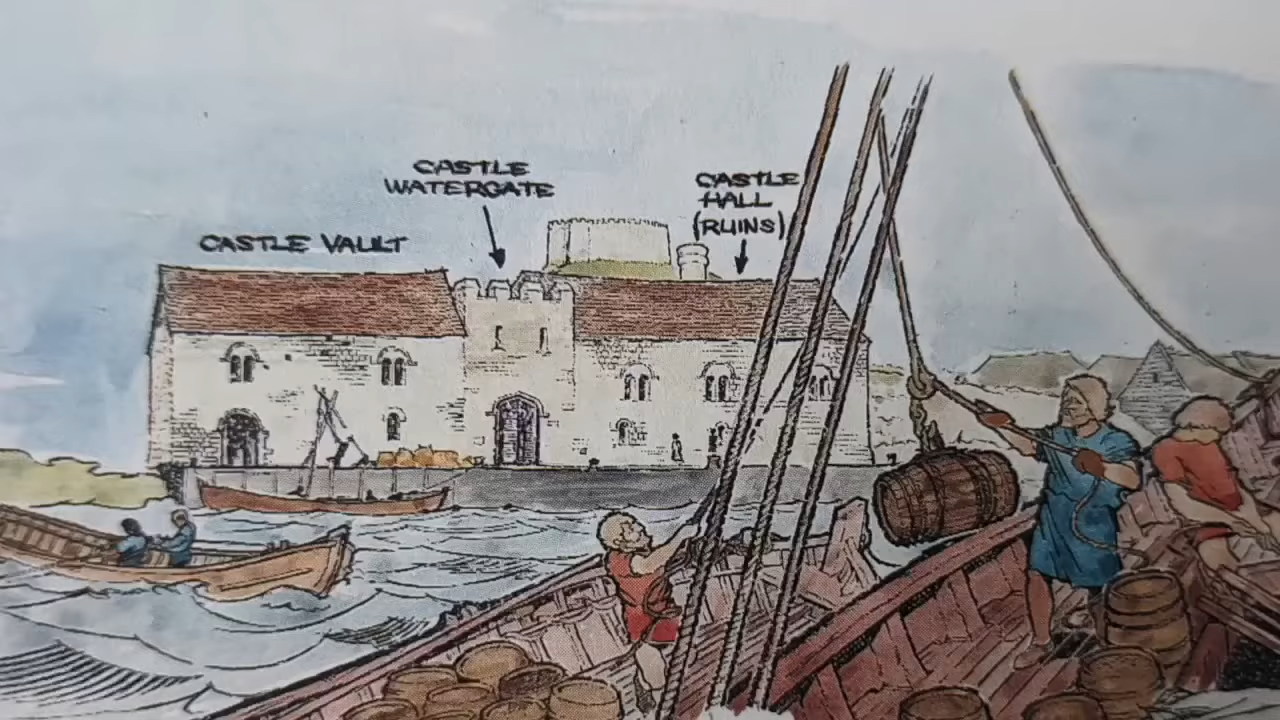 CASTLE VAULT
CASTLE
WATERGATE
CASTLE
HALL
(RUINS)